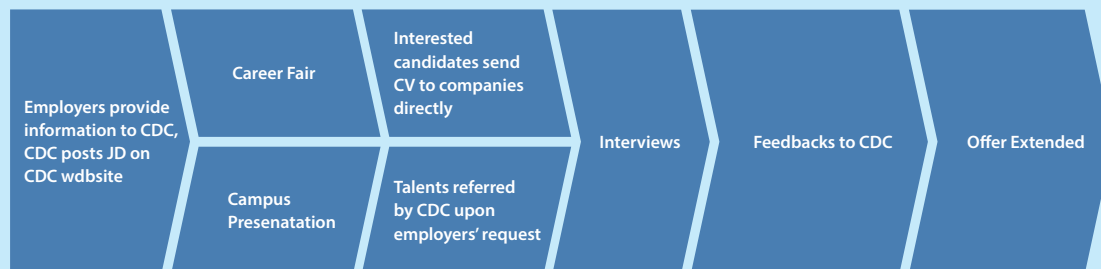 Employers provide
information to CDC,
CDC posts JD on
CDC wdbsite
Career Fair
Campus
Presenatation
Interested
candidates send
CV to companies
directly
Talents referred
by CDC upon
employers' request
Interviews
Feedbacks to CDC
Offer Extended